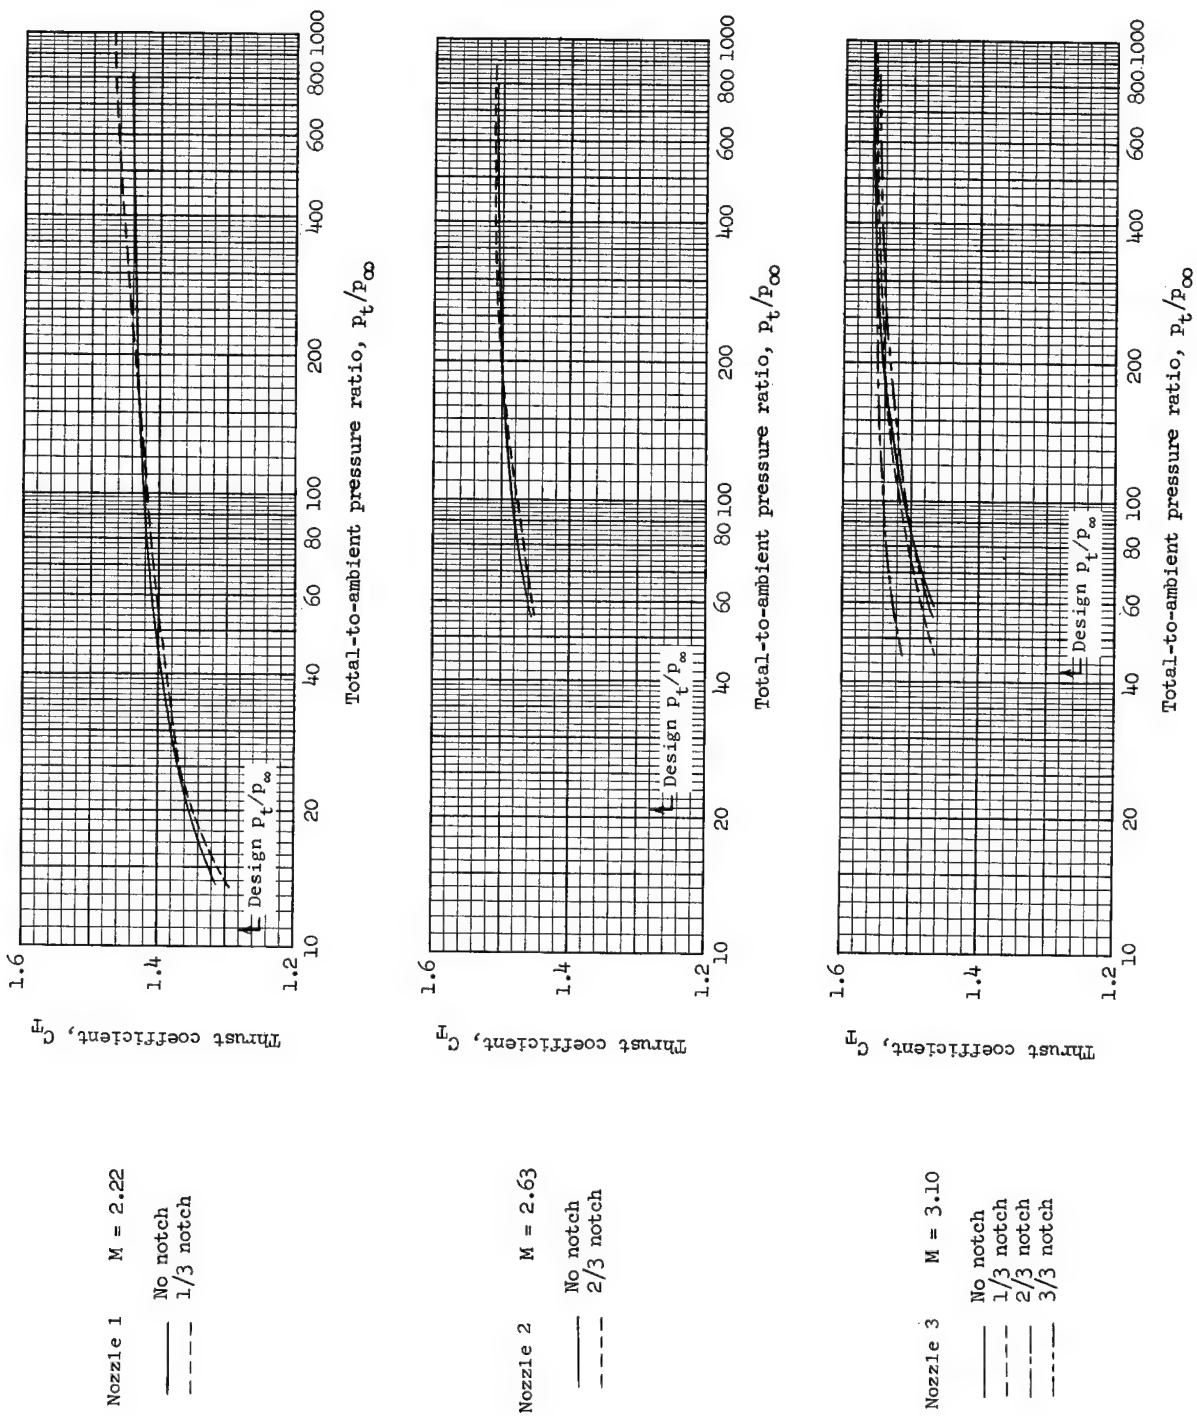 Nozzle 1 M = 2.22
No notch
1/3 notch
Thrust coefficient, C_T
1.6
1.4
1.2
Design p_t/p_∞
10 20 40 60 80 100 200 400 600 800 1000
Total-to-ambient pressure ratio, p_t/p_∞
Nozzle 2 M = 2.63
No notch
2/3 notch
Thrust coefficient, C_T
1.6
1.4
1.2
Design p_t/p_∞
10 20 40 60 80 100 200 400 600 800 1000
Total-to-ambient pressure ratio, p_t/p_∞
Nozzle 3 M = 3.10
No notch
1/3 notch
2/3 notch
3/3 notch
Thrust coefficient, C_T
1.6
1.4
1.2
Design p_t/p_∞
10 20 40 60 80 100 200 400 600 800 1000
Total-to-ambient pressure ratio, p_t/p_∞